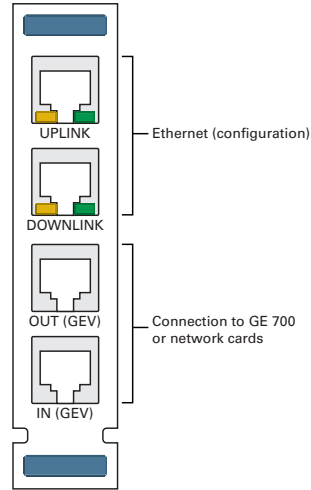 UPLINK
Ethernet (configuration)
DOWNLINK
OUT (GEV)
Connection to GE 700
or network cards
IN (GEV)